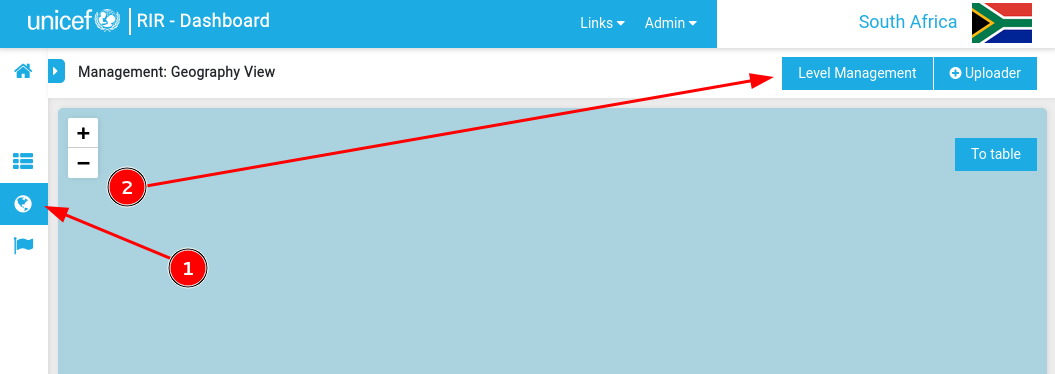 unicef RIR - Dashboard Links Admin South Africa
Management: Geography View Level Management Uploader
+
−
To table
2
1